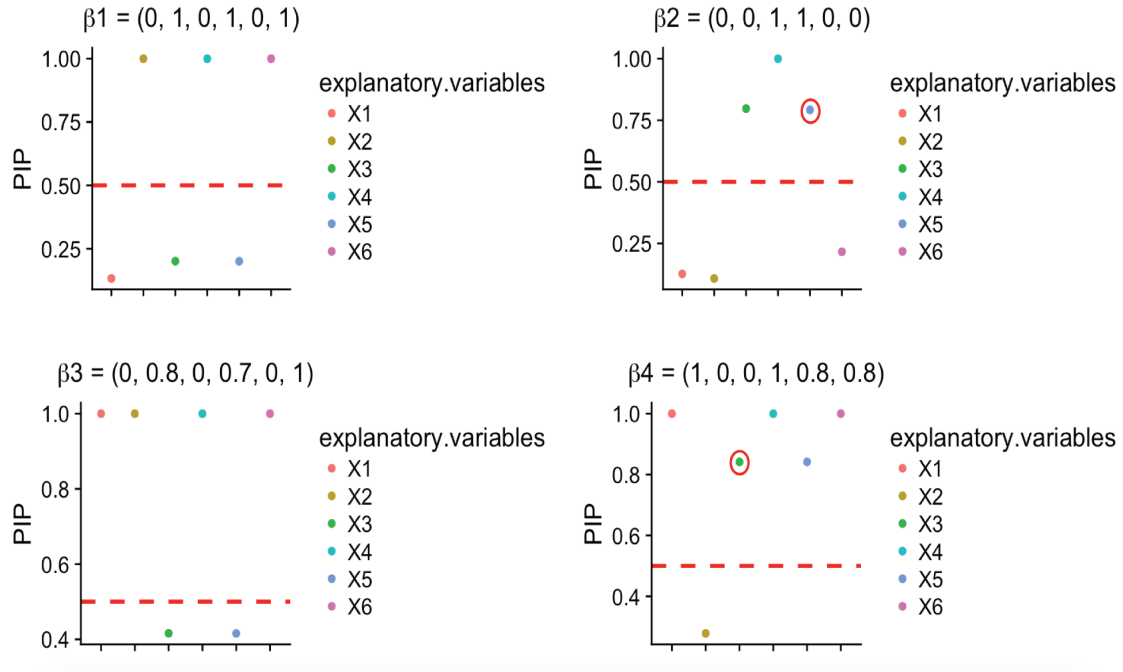 β1 = (0, 1, 0, 1, 0, 1)
1.00
0.75
0.50
0.25
PIP
explanatory.variables
X1
X2
X3
X4
X5
X6
β2 = (0, 0, 1, 1, 0, 0)
1.00
0.75
0.50
0.25
PIP
explanatory.variables
X1
X2
X3
X4
X5
X6
β3 = (0, 0.8, 0, 0.7, 0, 1)
1.0
0.8
0.6
0.4
PIP
explanatory.variables
X1
X2
X3
X4
X5
X6
β4 = (1, 0, 0, 1, 0.8, 0.8)
1.0
0.8
0.6
0.4
PIP
explanatory.variables
X1
X2
X3
X4
X5
X6